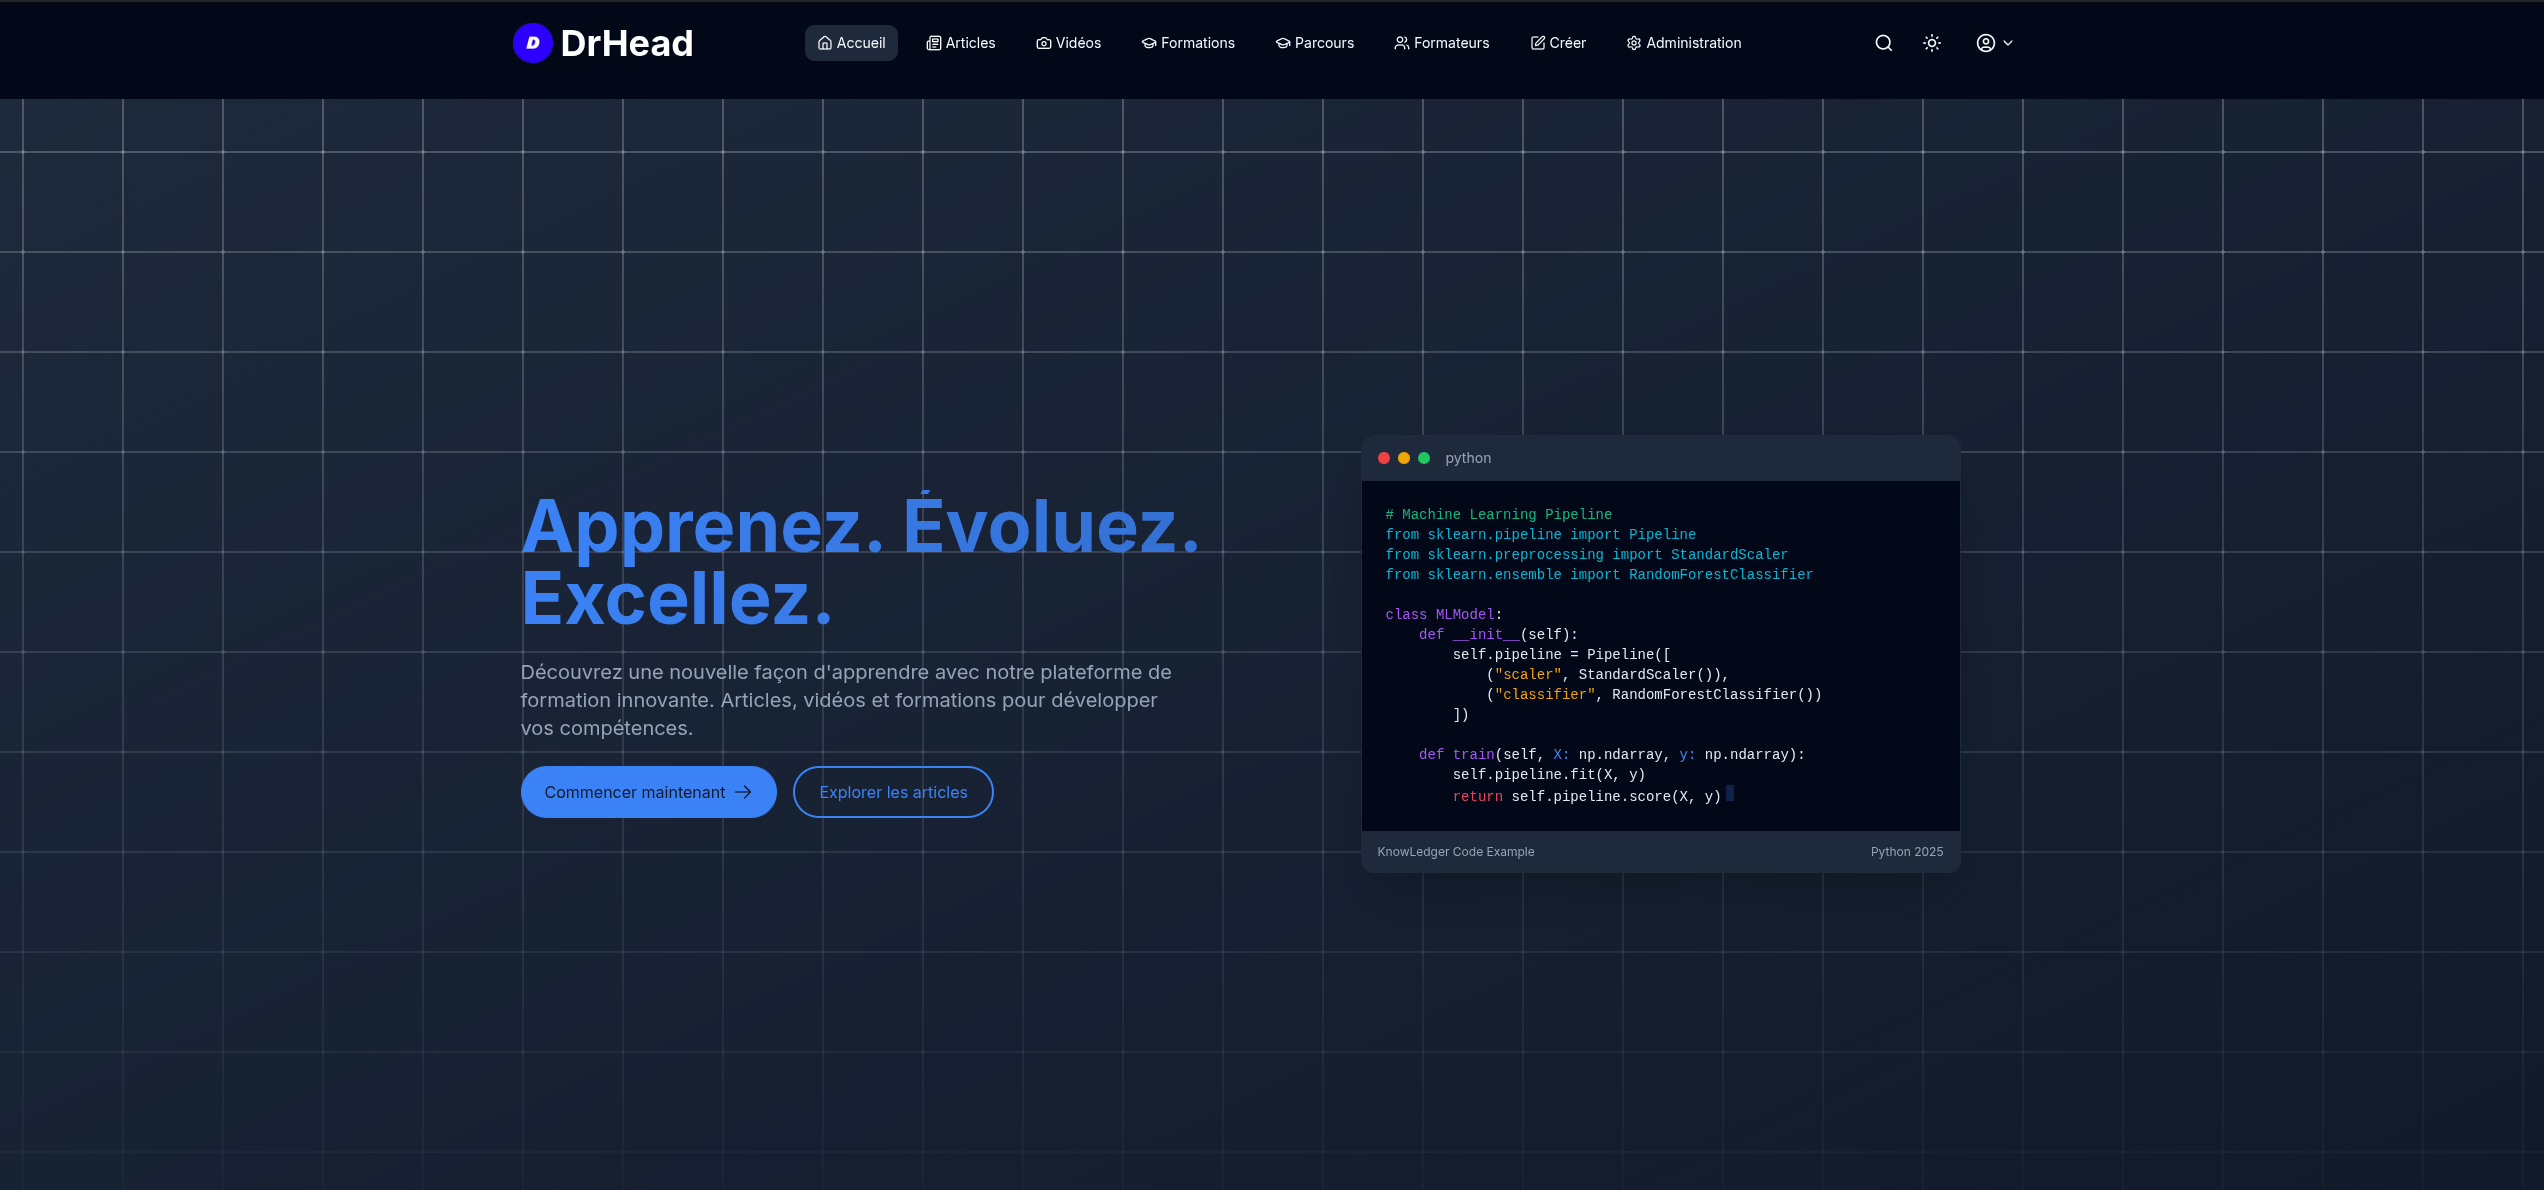 D DrHead
Accueil Articles Vidéos Formations Parcours Formateurs Créer Administration
Apprenez. Évoluez.
Excellez.
Découvrez une nouvelle façon d'apprendre avec notre plateforme de
formation innovante. Articles, vidéos et formations pour développer
vos compétences.
Commencer maintenant
Explorer les articles
python
# Machine Learning Pipeline
from sklearn.pipeline import Pipeline
from sklearn.preprocessing import StandardScaler
from sklearn.ensemble import RandomForestClassifier
class MLModel:
    def __init__(self):
        self.pipeline = Pipeline([
            ("scaler", StandardScaler()),
            ("classifier", RandomForestClassifier())
        ])
    def train(self, X: np.ndarray, y: np.ndarray):
        self.pipeline.fit(X, y)
        return self.pipeline.score(X, y)
KnowLedger Code Example
Python 2025